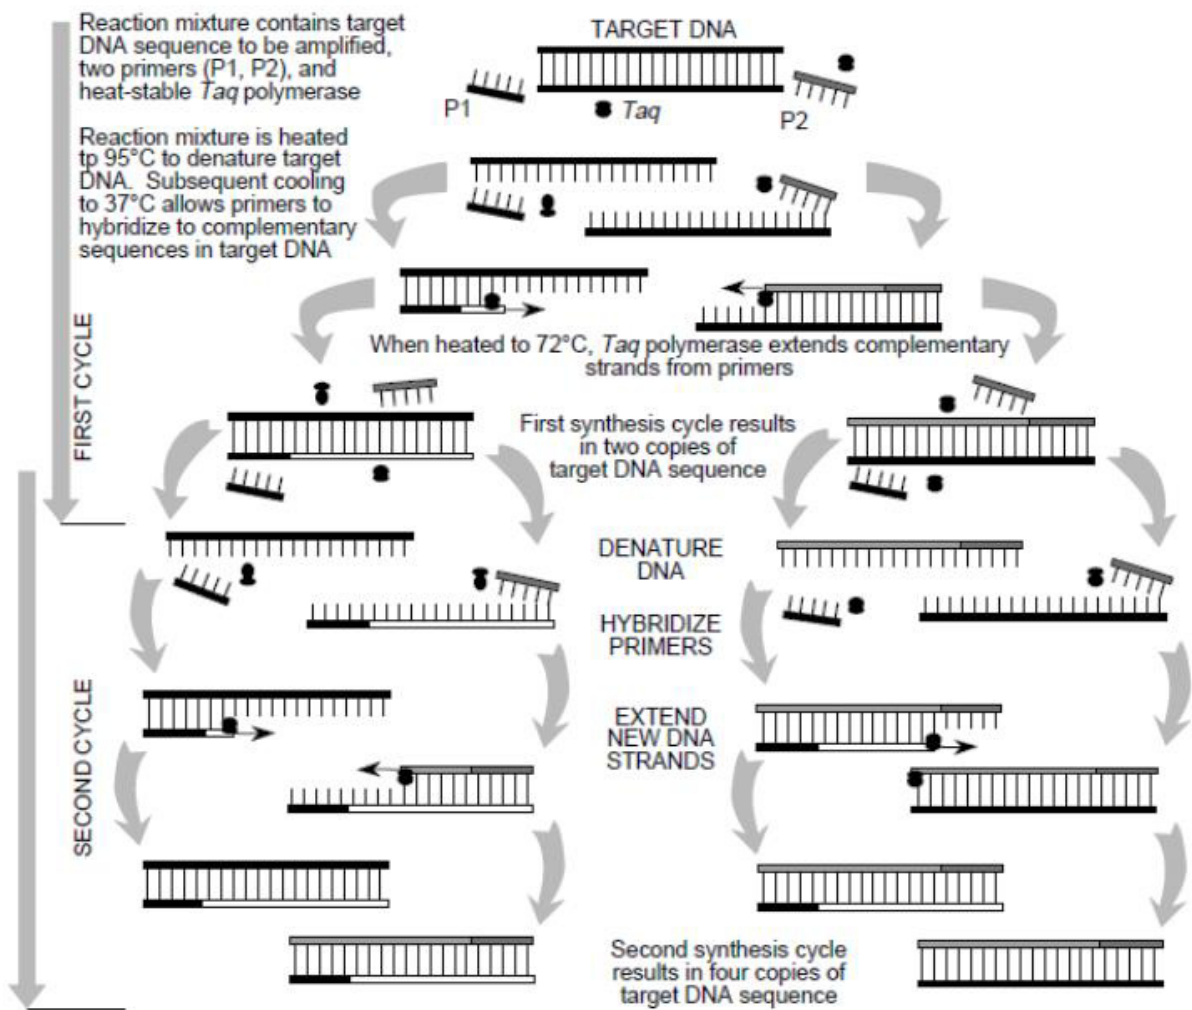 Reaction mixture contains target
DNA sequence to be amplified,
two primers (P1, P2), and
heat-stable Taq polymerase
TARGET DNA
P1
Taq
P2
Reaction mixture is heated
tp 95°C to denature target
DNA. Subsequent cooling
to 37°C allows primers to
hybridize to complementary
sequences in target DNA
When heated to 72°C, Taq polymerase extends complementary
strands from primers
FIRST CYCLE
First synthesis cycle results
in two copies of
target DNA sequence
DENATURE
DNA
HYBRIDIZE
PRIMERS
SECOND CYCLE
EXTEND
NEW DNA
STRANDS
Second synthesis cycle
results in four copies of
target DNA sequence